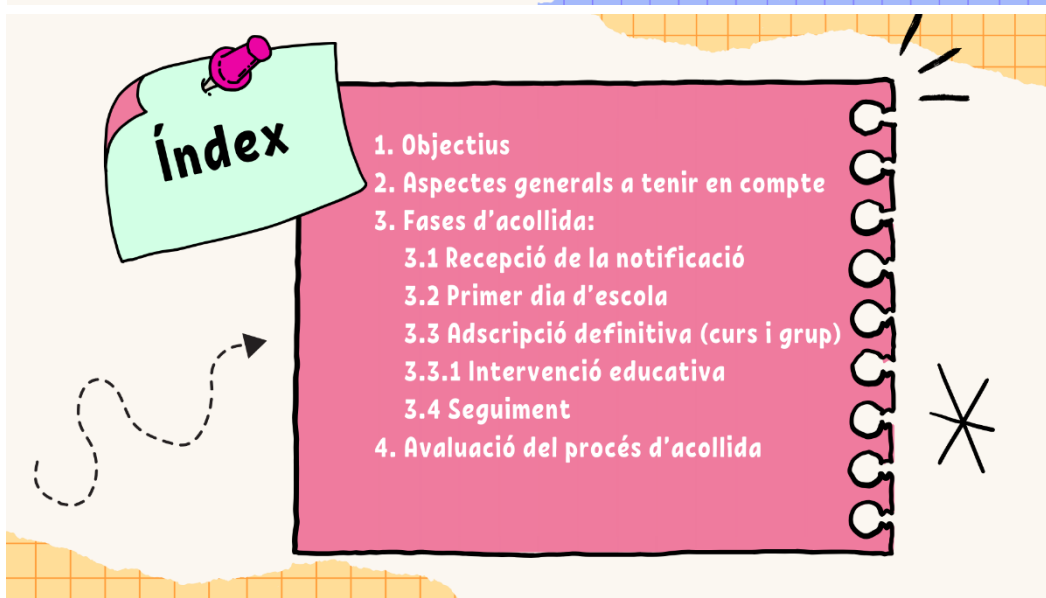 Índex
1. Objectius
2. Aspectes generals a tenir en compte
3. Fases d'acollida:
3.1 Recepció de la notificació
3.2 Primer dia d'escola
3.3 Adscripció definitiva (curs i grup)
3.3.1 Intervenció educativa
3.4 Seguiment
4. Avaluació del procés d'acollida